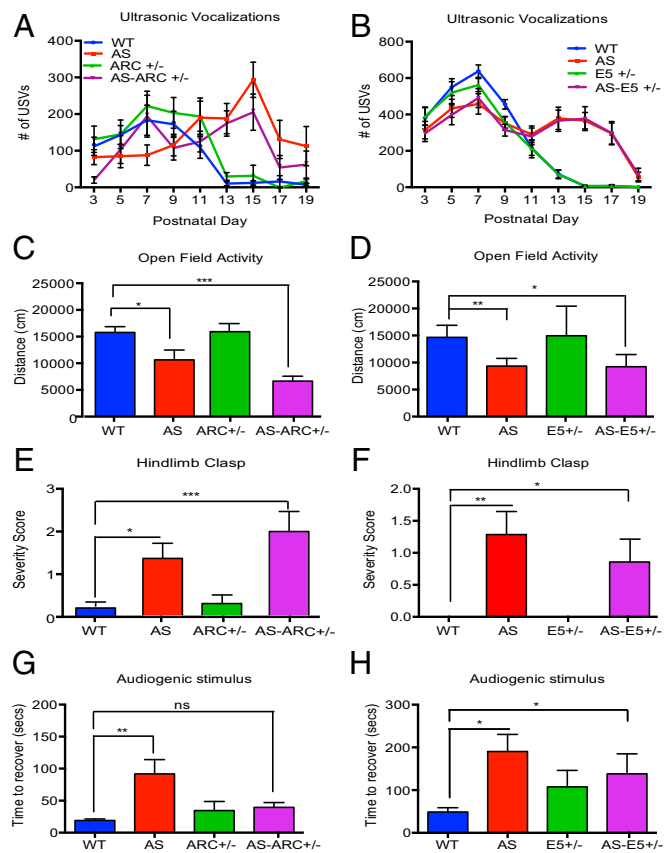 A
Ultrasonic Vocalizations
WT
AS
ARC +/-
AS-ARC +/-
# of USVs
400
300
200
100
0
3 5 7 9 11 13 15 17 19
Postnatal Day
B
Ultrasonic Vocalizations
WT
AS
E5 +/-
AS-E5 +/-
# of USVs
800
600
400
200
0
3 5 7 9 11 13 15 17 19
Postnatal Day
C
Open Field Activity
Distance (cm)
25000
20000
15000
10000
5000
0
***
*
WT AS ARC+/- AS-ARC+/-
D
Open Field Activity
Distance (cm)
25000
20000
15000
10000
5000
0
*
**
WT AS E5+/- AS-E5+/-
E
Hindlimb Clasp
Severity Score
3
2
1
0
***
*
WT AS ARC+/- AS-ARC+/-
F
Hindlimb Clasp
Severity Score
2.0
1.5
1.0
0.5
0.0
*
**
WT AS E5+/- AS-E5+/-
G
Audiogenic stimulus
Time to recover (secs)
200
150
100
50
0
ns
**
WT AS ARC+/- AS-ARC+/-
H
Audiogenic stimulus
Time to recover (secs)
300
200
100
0
*
*
WT AS E5+/- AS-E5+/-